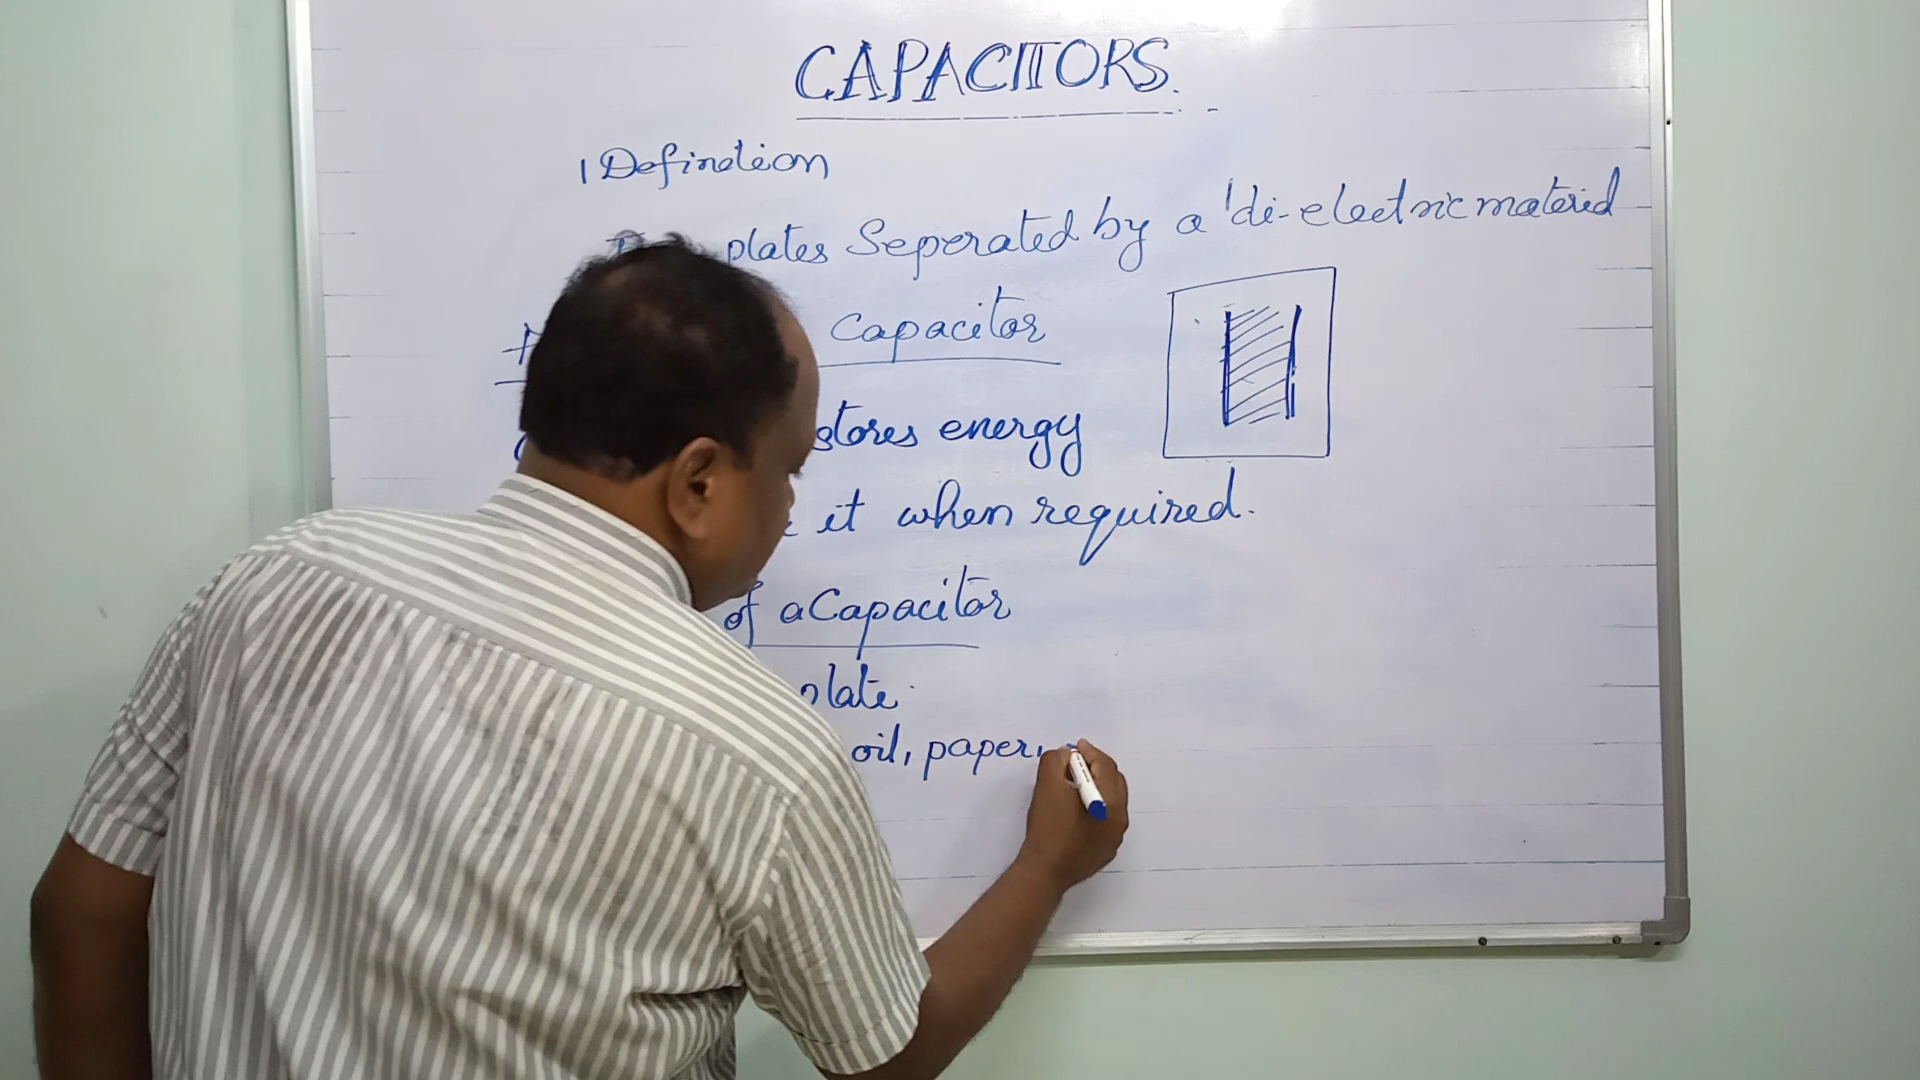 CAPACITORS.
1 Definetion
plates Seperated by a di-electric material
Capacitor
stores energy
it when required.
of a Capacitor
plate
oil, paper,